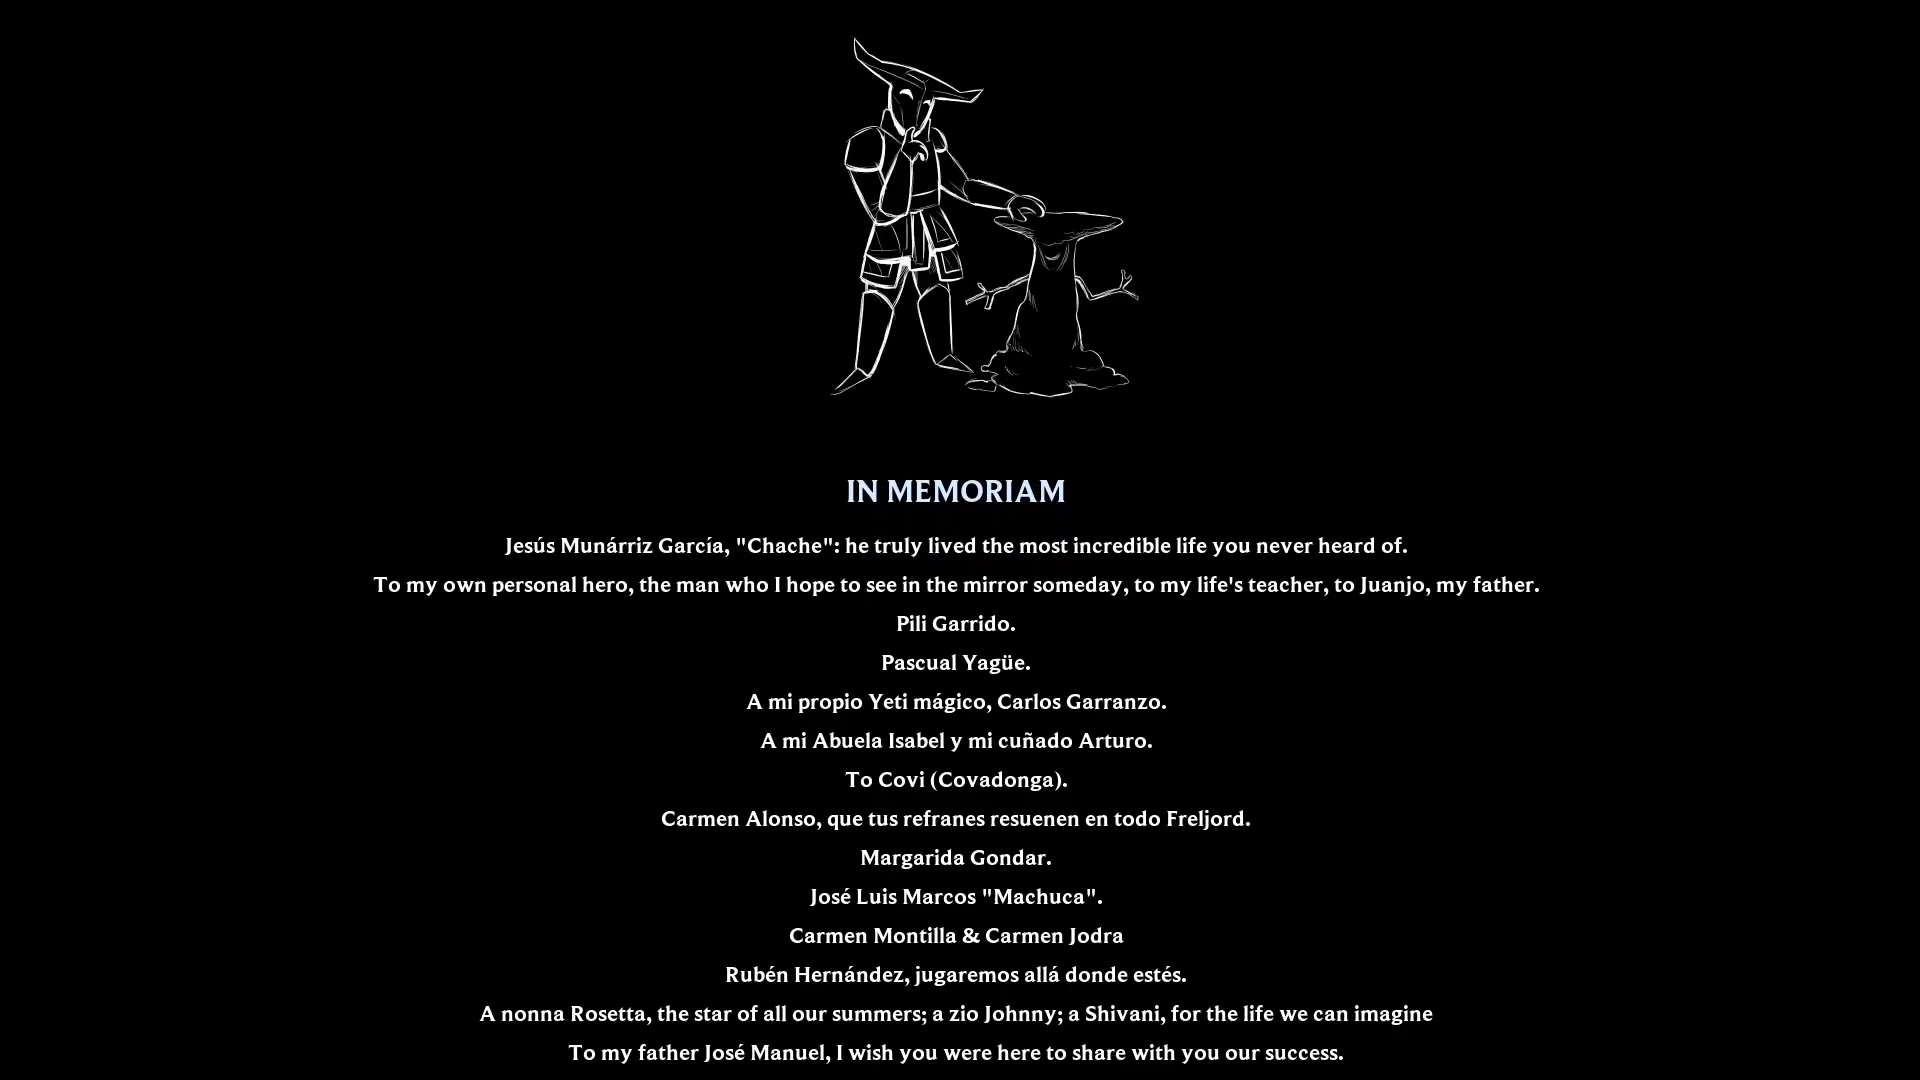 IN MEMORIAM
Jesús Munárriz García, "Chache": he truly lived the most incredible life you never heard of.
To my own personal hero, the man who I hope to see in the mirror someday, to my life's teacher, to Juanjo, my father.
Pili Garrido.
Pascual Yagüe.
A mi propio Yeti mágico, Carlos Garranzo.
A mi Abuela Isabel y mi cuñado Arturo.
To Covi (Covadonga).
Carmen Alonso, que tus refranes resuenen en todo Freljord.
Margarida Gondar.
José Luis Marcos "Machuca".
Carmen Montilla & Carmen Jodra
Rubén Hernández, jugaremos allá donde estés.
A nonna Rosetta, the star of all our summers; a zio Johnny; a Shivani, for the life we can imagine
To my father José Manuel, I wish you were here to share with you our success.